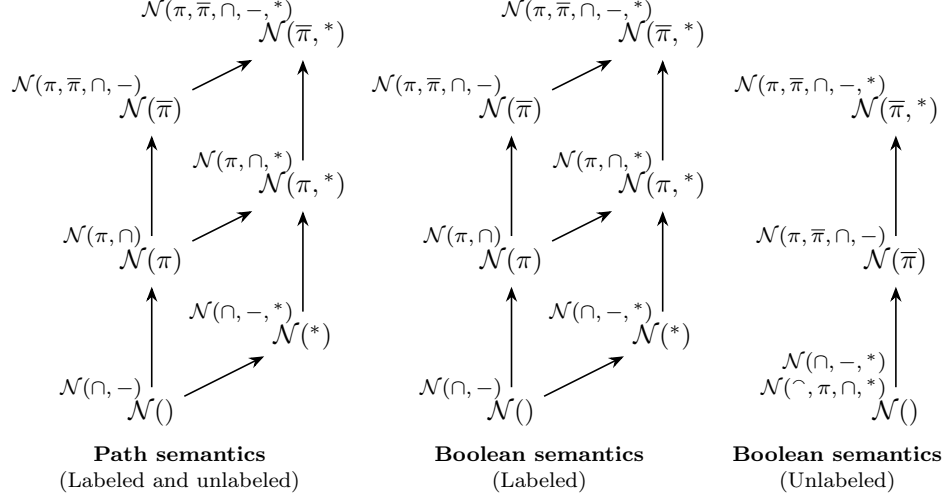 𝒩(π, π̅, ∩, −, *)
𝒩(π̅, *)
𝒩(π, π̅, ∩, −)
𝒩(π̅)
𝒩(π, ∩, *)
𝒩(π, *)
𝒩(π, ∩)
𝒩(π)
𝒩(∩, −, *)
𝒩(*)
𝒩(∩, −)
𝒩()
Path semantics
(Labeled and unlabeled)
𝒩(π, π̅, ∩, −, *)
𝒩(π̅, *)
𝒩(π, π̅, ∩, −)
𝒩(π̅)
𝒩(π, ∩, *)
𝒩(π, *)
𝒩(π, ∩)
𝒩(π)
𝒩(∩, −, *)
𝒩(*)
𝒩(∩, −)
𝒩()
Boolean semantics
(Labeled)
𝒩(π, π̅, ∩, −, *)
𝒩(π̅, *)
𝒩(π, π̅, ∩, −)
𝒩(π̅)
𝒩(∩, −, *)
𝒩(⌢, π, ∩, *)
𝒩()
Boolean semantics
(Unlabeled)